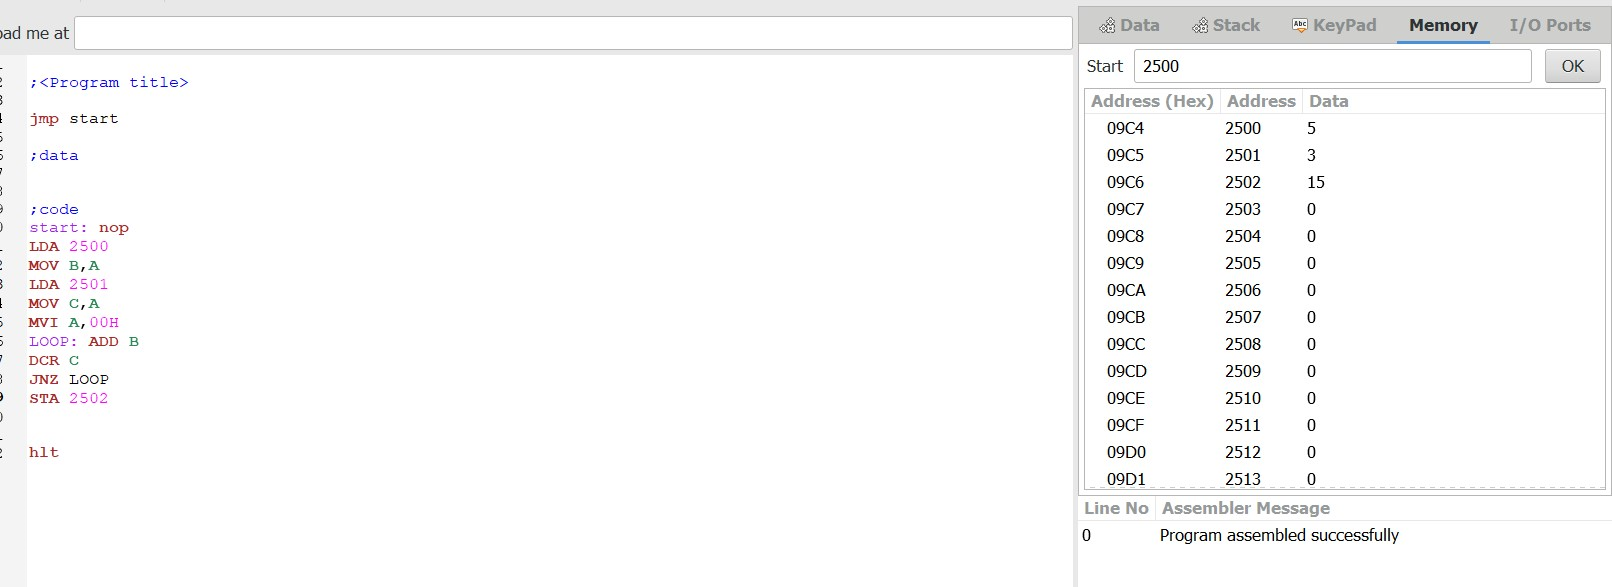 oad me at
;<Program title>
jmp start
;data
;code
start: nop
LDA 2500
MOV B,A
LDA 2501
MOV C,A
MVI A,00H
LOOP: ADD B
DCR C
JNZ LOOP
STA 2502
hlt
Data Stack Abc KeyPad Memory I/O Ports
Start 2500 OK
Address (Hex) Address Data
09C4 2500 5
09C5 2501 3
09C6 2502 15
09C7 2503 0
09C8 2504 0
09C9 2505 0
09CA 2506 0
09CB 2507 0
09CC 2508 0
09CD 2509 0
09CE 2510 0
09CF 2511 0
09D0 2512 0
09D1 2513 0
Line No Assembler Message
0 Program assembled successfully